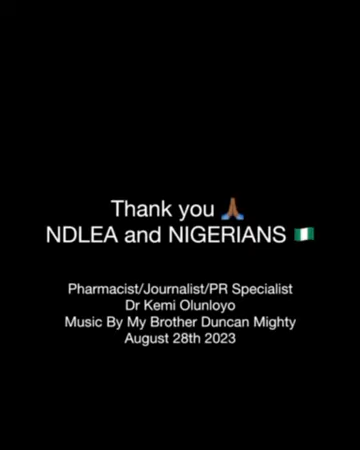 Thank you 🙏🏾
NDLEA and NIGERIANS 🇳🇬
Pharmacist/Journalist/PR Specialist
Dr Kemi Olunloyo
Music By My Brother Duncan Mighty
August 28th 2023